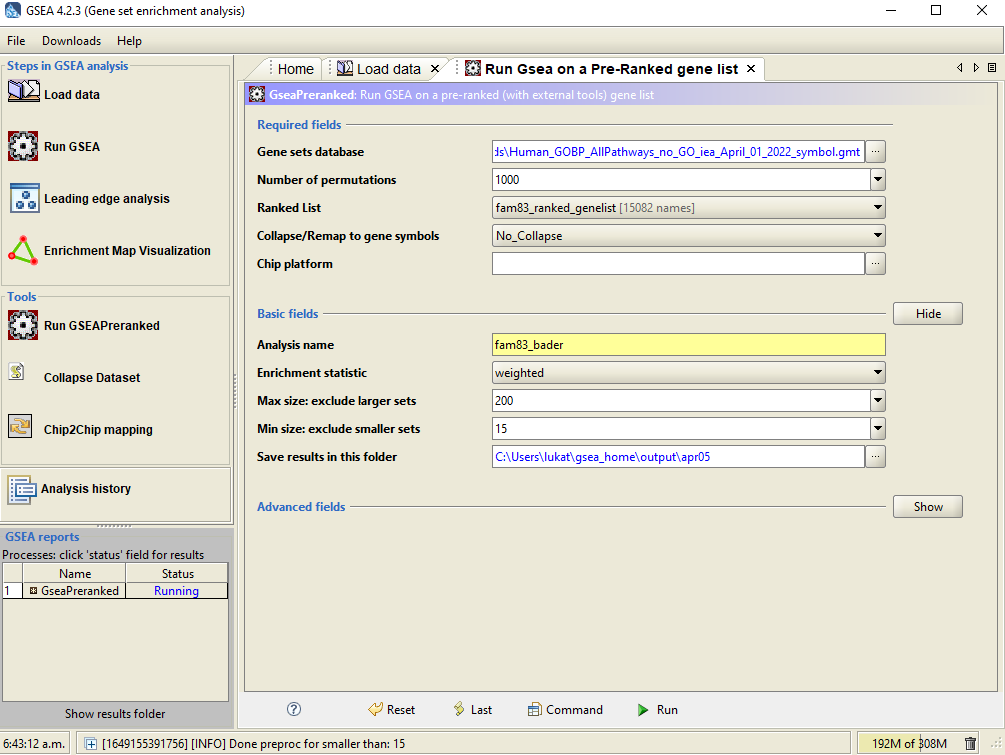 GSEA 4.2.3 (Gene set enrichment analysis)
File Downloads Help
Steps in GSEA analysis
Load data
Run GSEA
Leading edge analysis
Enrichment Map Visualization
Tools
Run GSEAPreranked
Collapse Dataset
Chip2Chip mapping
Analysis history
GSEA reports
Processes: click 'status' field for results
Name Status
1 GseaPreranked Running
Show results folder
Home Load data Run Gsea on a Pre-Ranked gene list
GseaPreranked: Run GSEA on a pre-ranked (with external tools) gene list
Required fields
Gene sets database ds\Human_GOBP_AllPathways_no_GO_iea_April_01_2022_symbol.gmt ...
Number of permutations 1000
Ranked List fam83_ranked_genelist [15082 names]
Collapse/Remap to gene symbols No_Collapse
Chip platform ...
Basic fields Hide
Analysis name fam83_bader
Enrichment statistic weighted
Max size: exclude larger sets 200
Min size: exclude smaller sets 15
Save results in this folder C:\Users\lukat\gsea_home\output\apr05 ...
Advanced fields Show
? Reset Last Command Run
6:43:12 a.m. [1649155391756] [INFO] Done preproc for smaller than: 15 192M of 308M